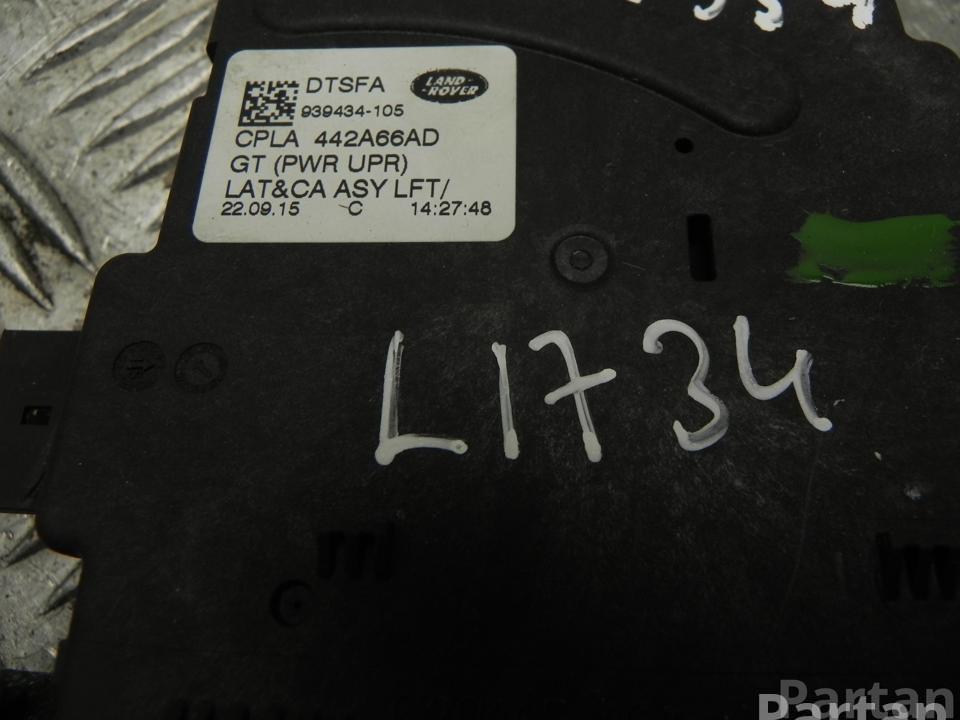 DTSFA
LAND-
-ROVER
939434-105
CPLA 442A66AD
GT (PWR UPR)
LAT&CA ASY LFT/
22.09.15 C 14:27:48
L1734
Partan
Partan